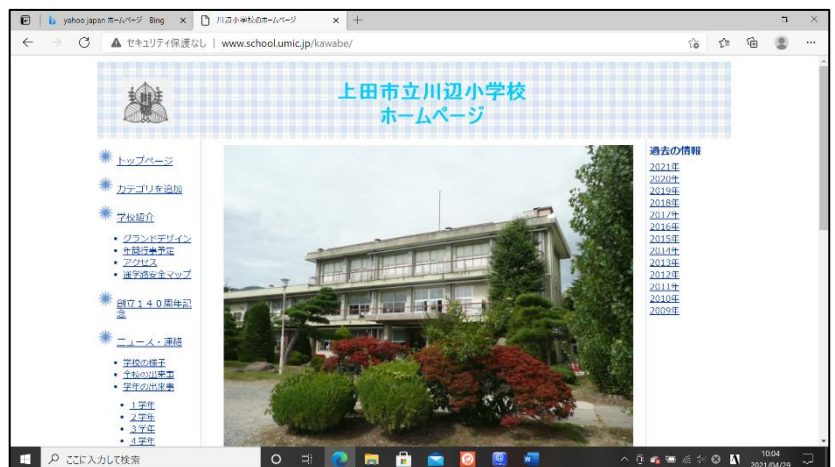 yahoo japan ホームページ Bing
川辺小学校のホームページ
セキュリティ保護なし | www.school.umic.jp/kawabe/
上田市立川辺小学校
ホームページ
トップページ
カテゴリを追加
学校紹介
グランドデザイン
年間行事予定
アクセス
通学路安全マップ
創立140周年記
念
ニュース・連絡
学校の様子
全校の出来事
学年の出来事
1学年
2学年
3学年
4学年
過去の情報
2021年
2020年
2019年
2018年
2017年
2016年
2015年
2014年
2013年
2012年
2011年
2010年
2009年
ここに入力して検索
10:04
2021/04/29